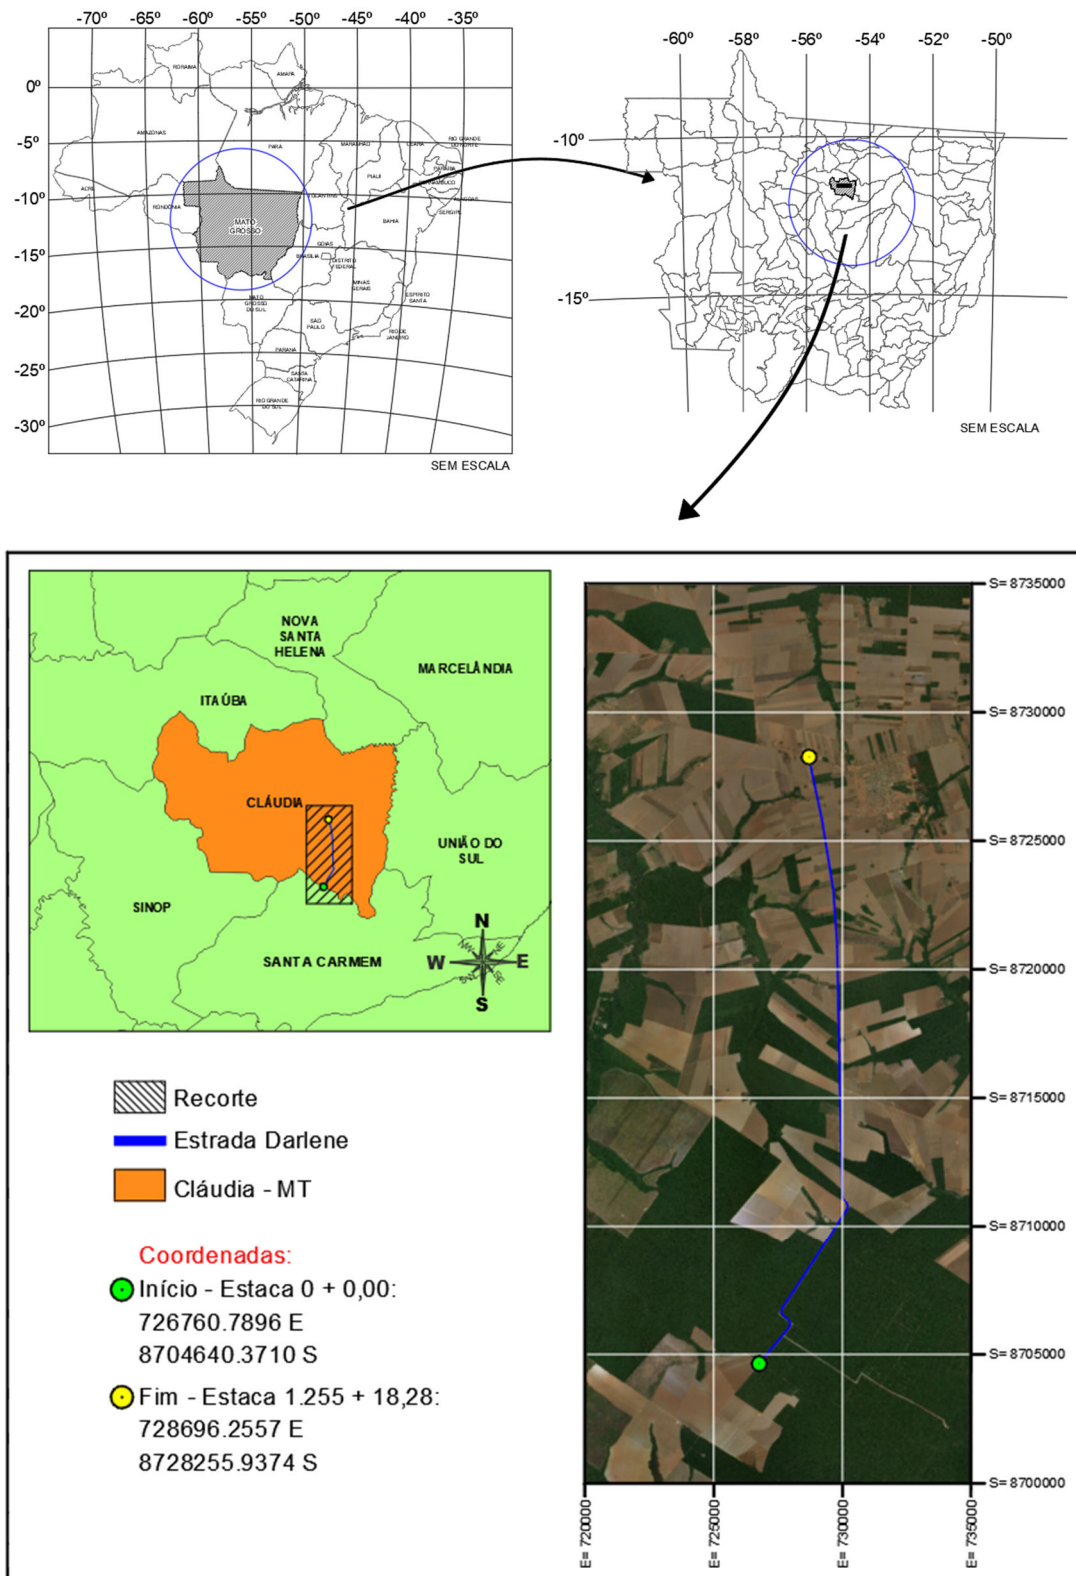 -70º -65º -60º -55º -50º -45º -40º -35º
0º
-5º
-10º
-15º
-20º
-25º
-30º
RORAIMA
AMAPA
AMAZONAS
PARA
MARANHAO
CEARA
RIO GRANDE
DO NORTE
PARAIBA
PERNAMBUCO
ALAGOAS
SERGIPE
PIAUI
ACRE
RONDÔNIA
MATO
GROSSO
BAHIA
GOIAS
BRASILIA
DISTRITO
FEDERAL
MINAS
GERAIS
ESPIRITO
SANTA
MATO
GROSSO
DO SUL
SÃO
PAULO
RIO DE
JANEIRO
PARANA
SANTA
CATARINA
RIO GRANDE
DO SUL
SEM ESCALA
-60º -58º -56º -54º -52º -50º
-10º
-15º
SEM ESCALA
NOVA
SANTA
HELENA
MARCELÂNDIA
ITAÚBA
CLÁUDIA
UNIÃO DO
SUL
SINOP
SANTA CARMEM
N
NW NE
W E
SE
S
Recorte
Estrada Darlene
Cláudia - MT
Coordenadas:
Início - Estaca 0 + 0,00:
726760.7896 E
8704640.3710 S
Fim - Estaca 1.255 + 18,28:
728696.2557 E
8728255.9374 S
S= 8735000
S= 8730000
S= 8725000
S= 8720000
S= 8715000
S= 8710000
S= 8705000
S= 8700000
E= 720000
E= 725000
E= 730000
E= 735000